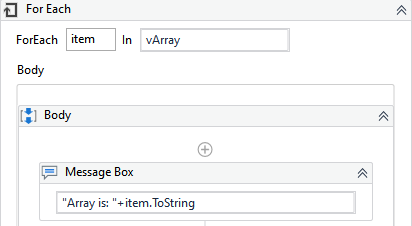 For Each
ForEach item In vArray
Body
Body
Message Box
"Array is: "+item.ToString